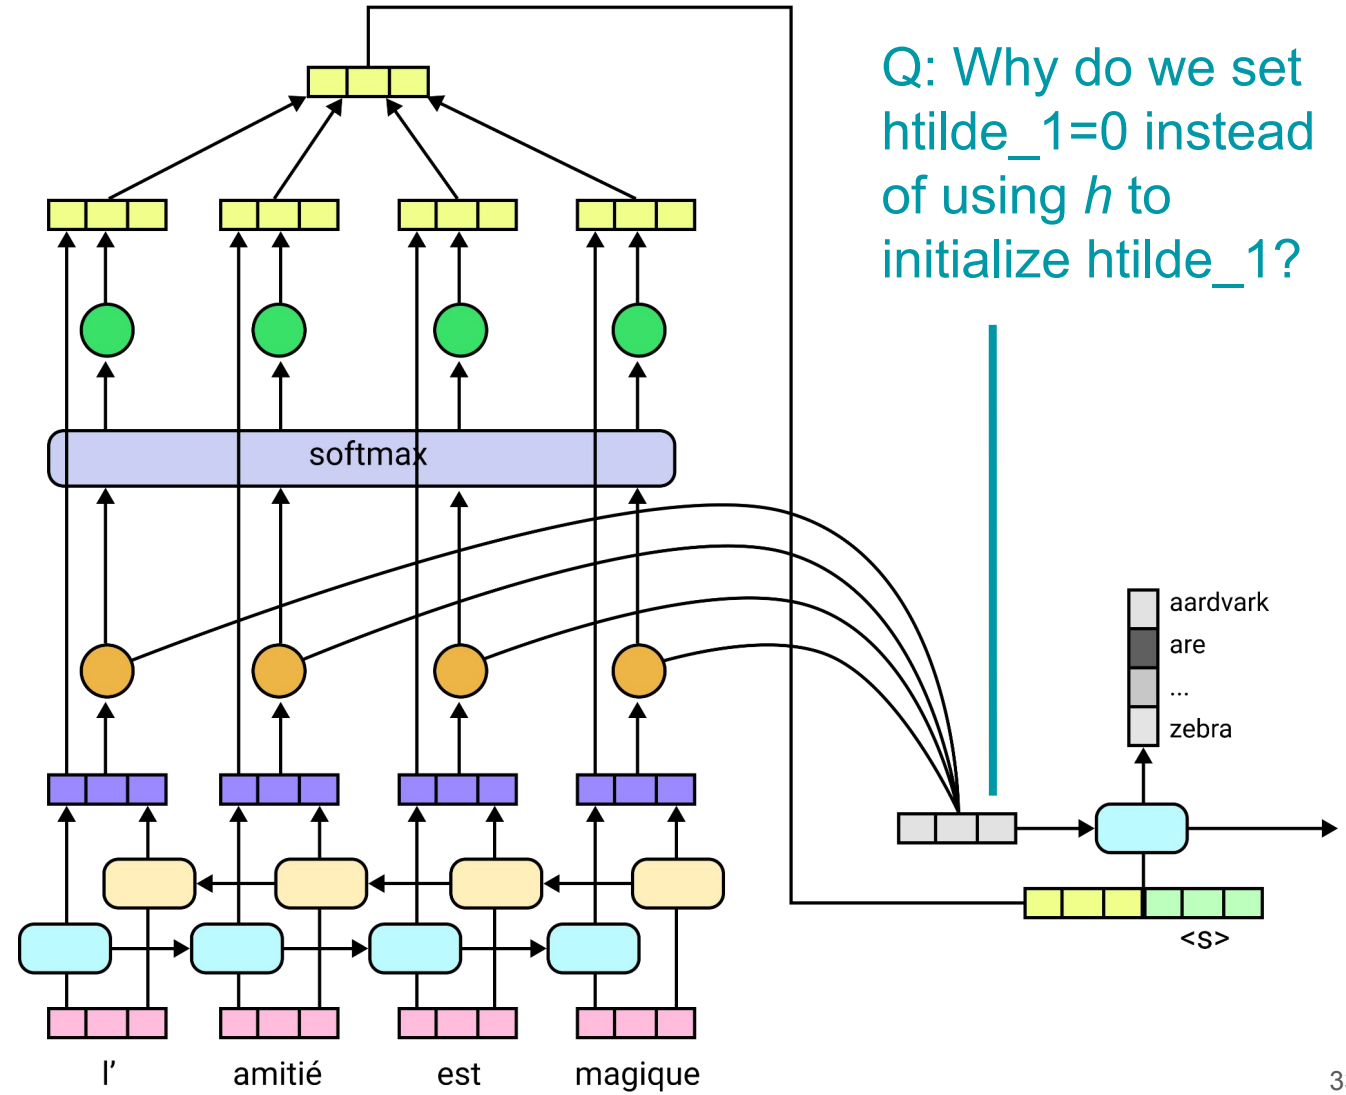 Q: Why do we set
htilde_1=0 instead
of using h to
initialize htilde_1?
softmax
aardvark
are
...
zebra
<s>
l’
amitié
est
magique